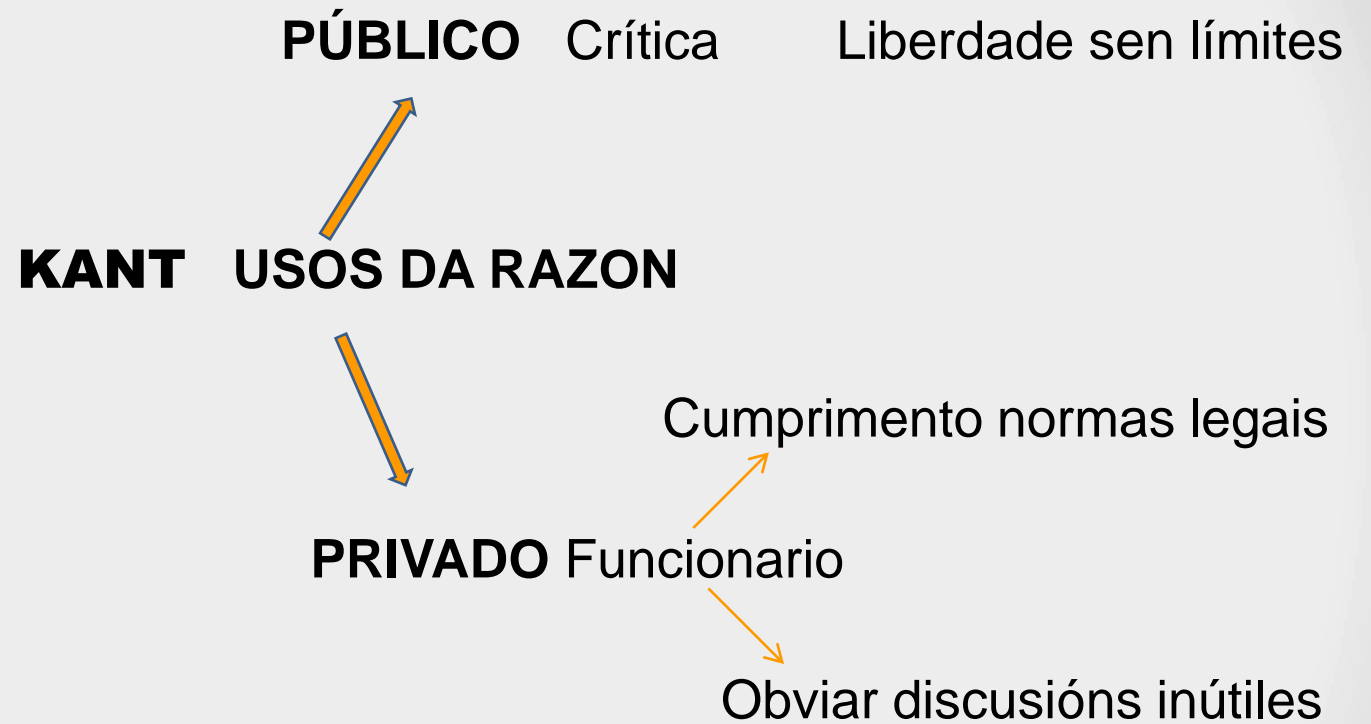 PÚBLICO Crítica Liberdade sen límites
KANT USOS DA RAZON
Cumprimento normas legais
PRIVADO Funcionario
Obviar discusións inútiles